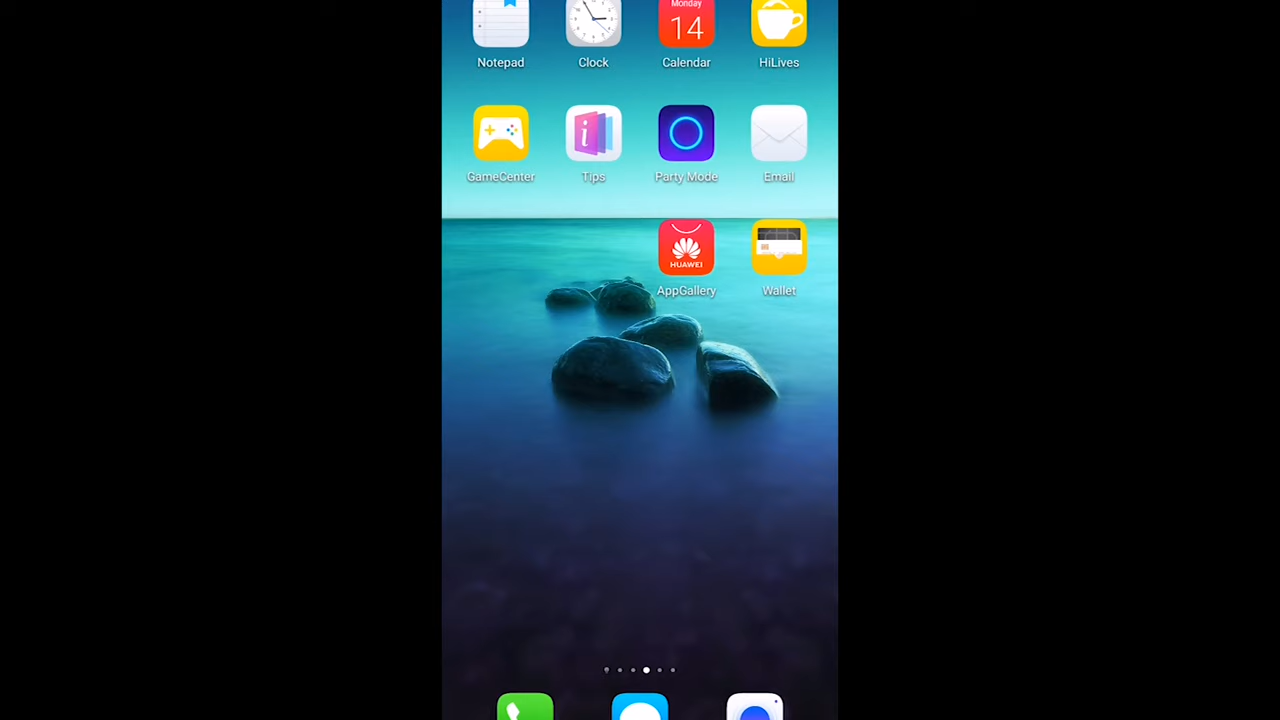 Monday
14
Notepad
Clock
Calendar
HiLives
GameCenter
Tips
Party Mode
Email
HUAWEI
AppGallery
Wallet